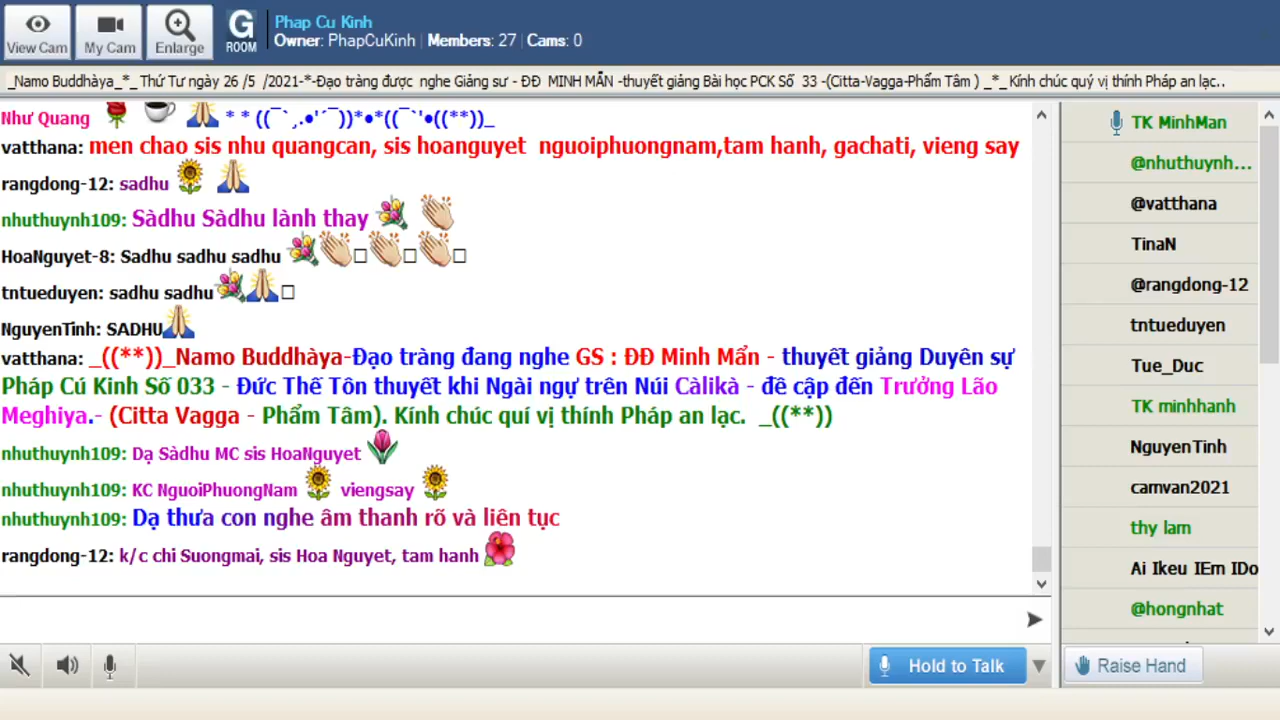 View Cam
My Cam
Enlarge
G
ROOM
Phap Cu Kinh
Owner: PhapCuKinh | Members: 27 | Cams: 0
_Namo Buddhàya_*_ Thứ Tư ngày 26 /5 /2021-*-Đạo tràng được nghe Giảng sư - ĐĐ MINH MẪN -thuyết giảng Bài học PCK Số 33 -(Citta-Vagga-Phẩm Tâm ) _*_ Kính chúc quý vị thính Pháp an lạc..
Như Quang
vatthana: men chao sis nhu quangcan, sis hoanguyet nguoiphuongnam,tam hanh, gachati, vieng say
rangdong-12: sadhu
nhuthuynh109: Sàdhu Sàdhu lành thay
HoaNguyet-8: Sadhu sadhu sadhu
tntueduyen: sadhu sadhu
NguyenTinh: SADHU
vatthana: _((**))_Namo Buddhàya-Đạo tràng đang nghe GS : ĐĐ Minh Mẩn - thuyết giảng Duyên sự
Pháp Cú Kinh Số 033 - Đức Thế Tôn thuyết khi Ngài ngự trên Núi Càlikà - đề cập đến Trưởng Lão
Meghiya.- (Citta Vagga - Phẩm Tâm). Kính chúc quí vị thính Pháp an lạc. _((**))
nhuthuynh109: Dạ Sàdhu MC sis HoaNguyet
nhuthuynh109: KC NguoiPhuongNam viengsay
nhuthuynh109: Dạ thưa con nghe âm thanh rõ và liên tục
rangdong-12: k/c chi Suongmai, sis Hoa Nguyet, tam hanh
TK MinhMan
@nhuthuynh...
@vatthana
TinaN
@rangdong-12
tntueduyen
Tue_Duc
TK minhhanh
NguyenTinh
camvan2021
thy lam
Ai Ikeu IEm IDo
@hongnhat
Hold to Talk
Raise Hand